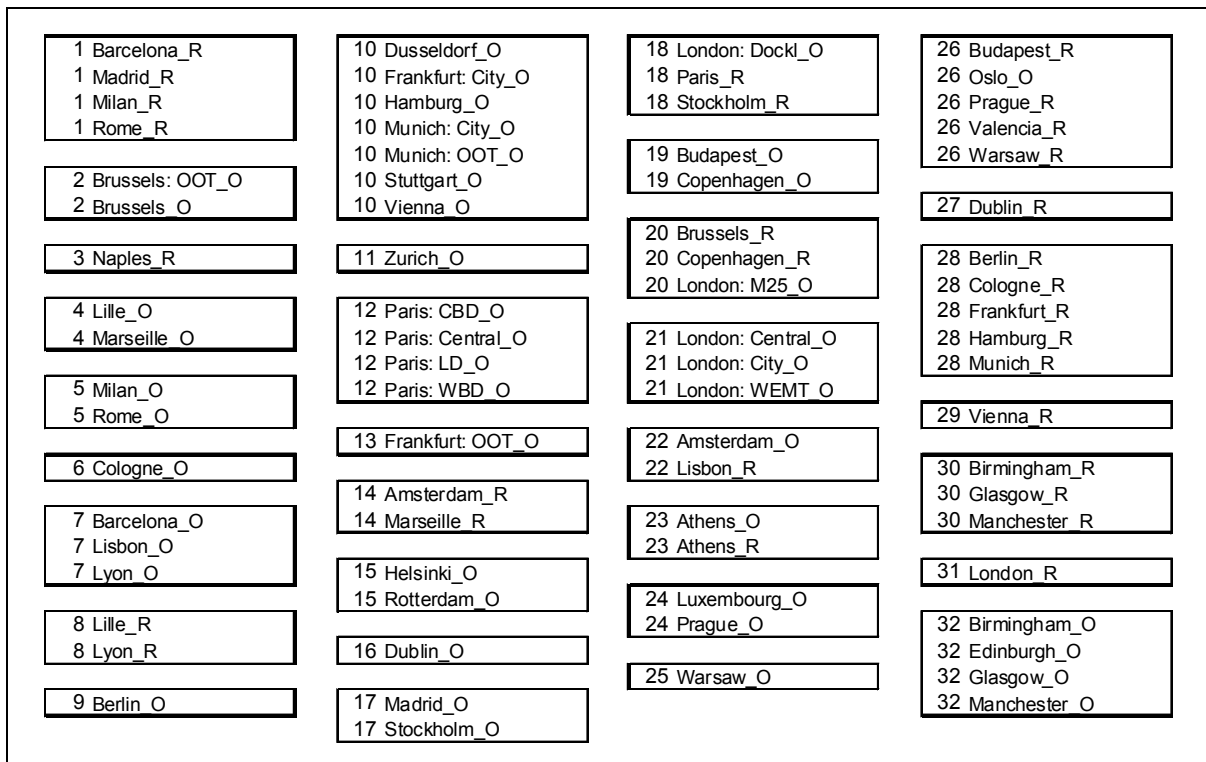 1 Barcelona_R
1 Madrid_R
1 Milan_R
1 Rome_R
2 Brussels: OOT_O
2 Brussels_O
3 Naples_R
4 Lille_O
4 Marseille_O
5 Milan_O
5 Rome_O
6 Cologne_O
7 Barcelona_O
7 Lisbon_O
7 Lyon_O
8 Lille_R
8 Lyon_R
9 Berlin_O
10 Dusseldorf_O
10 Frankfurt: City_O
10 Hamburg_O
10 Munich: City_O
10 Munich: OOT_O
10 Stuttgart_O
10 Vienna_O
11 Zurich_O
12 Paris: CBD_O
12 Paris: Central_O
12 Paris: LD_O
12 Paris: WBD_O
13 Frankfurt: OOT_O
14 Amsterdam_R
14 Marseille_R
15 Helsinki_O
15 Rotterdam_O
16 Dublin_O
17 Madrid_O
17 Stockholm_O
18 London: Dockl_O
18 Paris_R
18 Stockholm_R
19 Budapest_O
19 Copenhagen_O
20 Brussels_R
20 Copenhagen_R
20 London: M25_O
21 London: Central_O
21 London: City_O
21 London: WEMT_O
22 Amsterdam_O
22 Lisbon_R
23 Athens_O
23 Athens_R
24 Luxembourg_O
24 Prague_O
25 Warsaw_O
26 Budapest_R
26 Oslo_O
26 Prague_R
26 Valencia_R
26 Warsaw_R
27 Dublin_R
28 Berlin_R
28 Cologne_R
28 Frankfurt_R
28 Hamburg_R
28 Munich_R
29 Vienna_R
30 Birmingham_R
30 Glasgow_R
30 Manchester_R
31 London_R
32 Birmingham_O
32 Edinburgh_O
32 Glasgow_O
32 Manchester_O